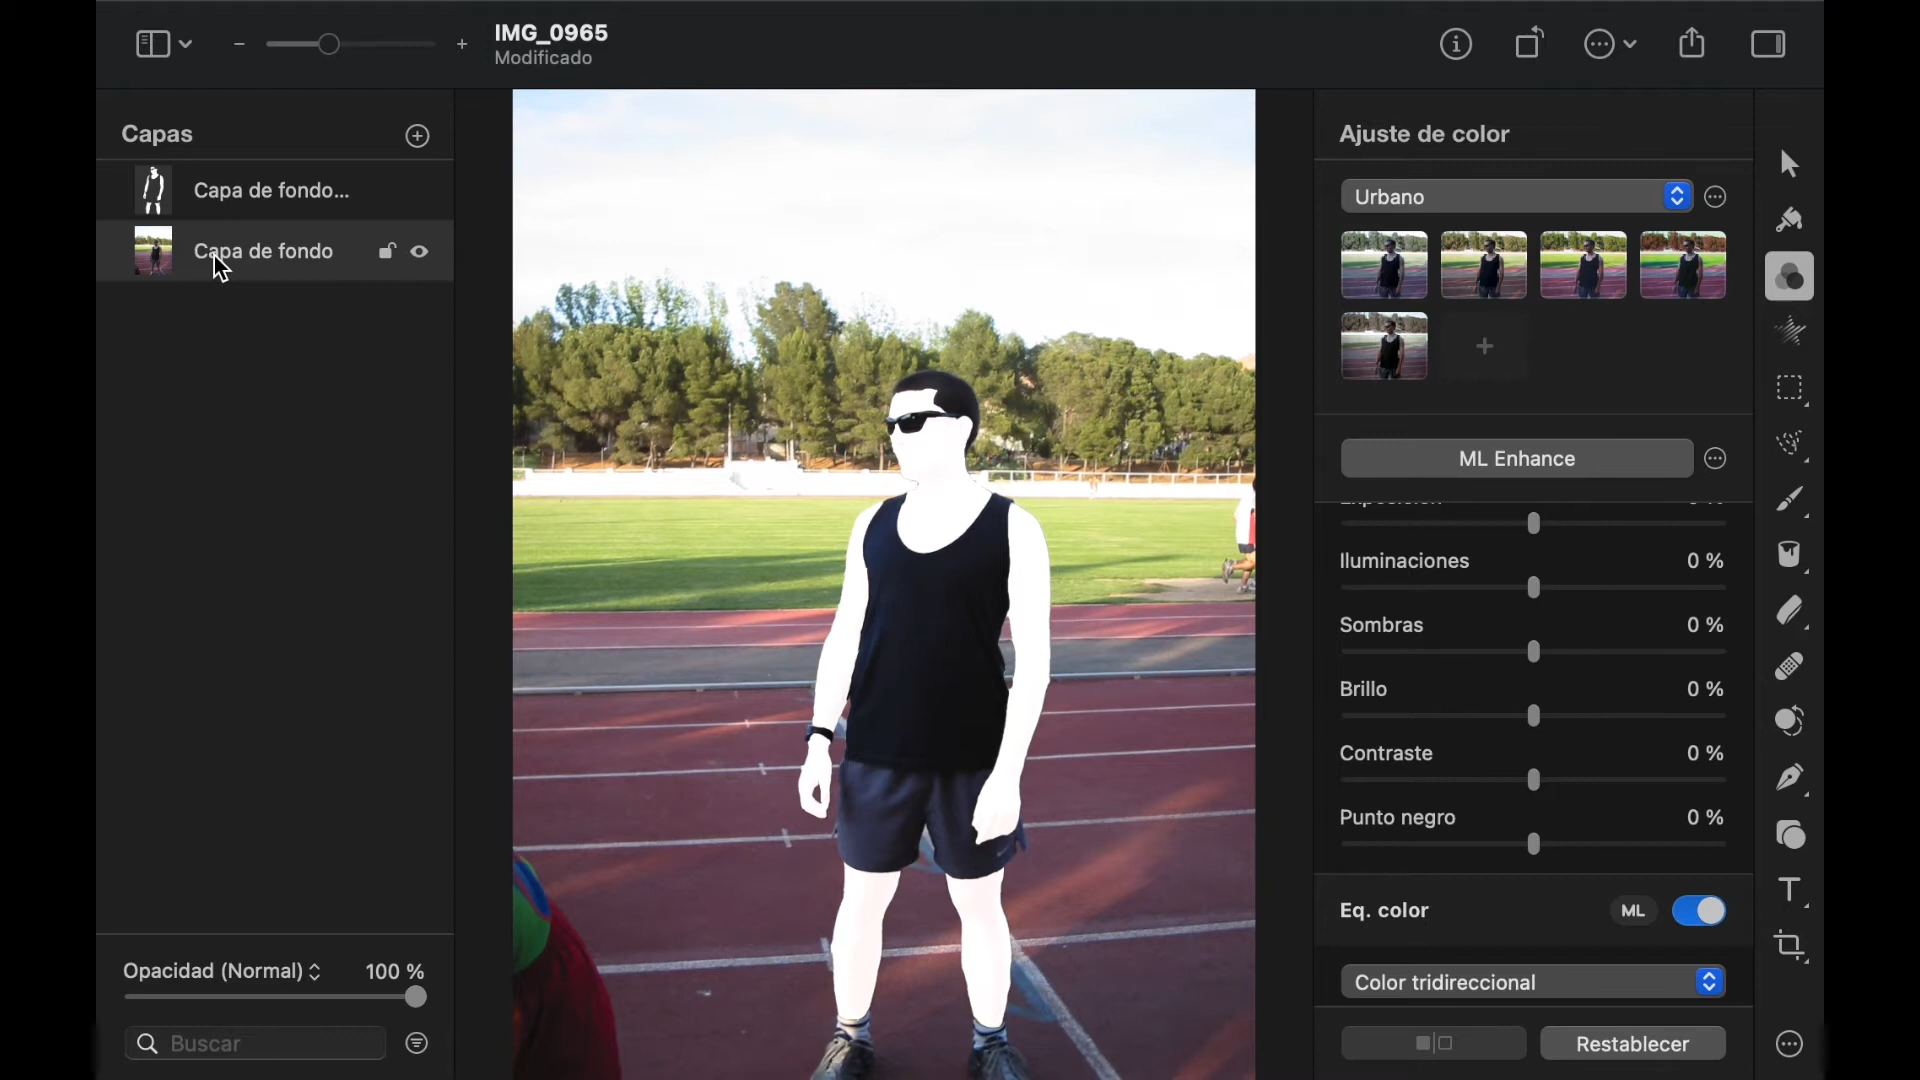 IMG_0965
Modificado
Capas
Capa de fondo...
Capa de fondo
Opacidad (Normal)
100 %
Buscar
Ajuste de color
Urbano
ML Enhance
Iluminaciones
0 %
Sombras
0 %
Brillo
0 %
Contraste
0 %
Punto negro
0 %
Eq. color
ML
Color tridireccional
Restablecer